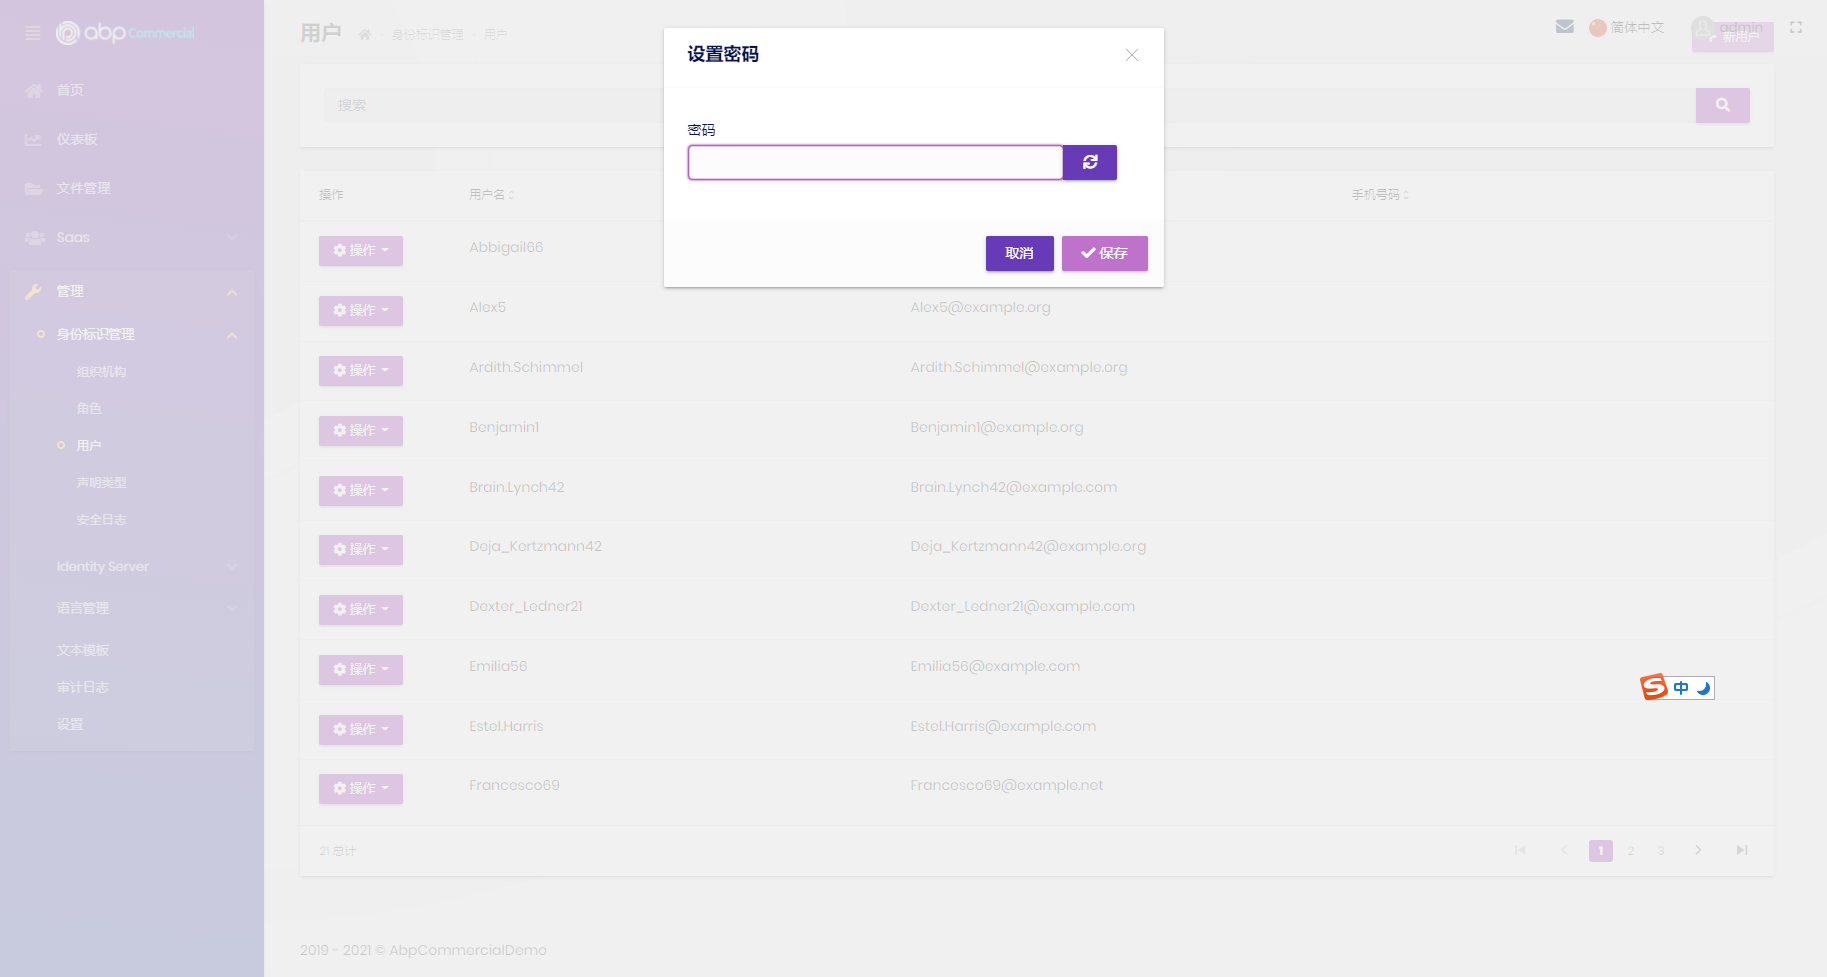 abp Commercial
首页
仪表板
文件管理
Saas
管理
身份标识管理
组织机构
角色
用户
声明类型
安全日志
Identity Server
语言管理
文本模板
审计日志
设置
用户
身份标识管理 - 用户
简体中文
admin
新用户
搜索
设置密码
密码
取消
保存
操作 用户名 手机号码
操作 Abbigail66
操作 Alex5 Alex5@example.org
操作 Ardith.Schimmel Ardith.Schimmel@example.org
操作 Benjamin1 Benjamin1@example.org
操作 Brain.Lynch42 Brain.Lynch42@example.com
操作 Deja_Kertzmann42 Deja_Kertzmann42@example.org
操作 Dexter_Ledner21 Dexter_Ledner21@example.com
操作 Emilia56 Emilia56@example.com
操作 Estel.Harris Estel.Harris@example.com
操作 Francesco69 Francesco69@example.net
21 总计
1 2 3
S 中
2019 - 2021 © AbpCommercialDemo